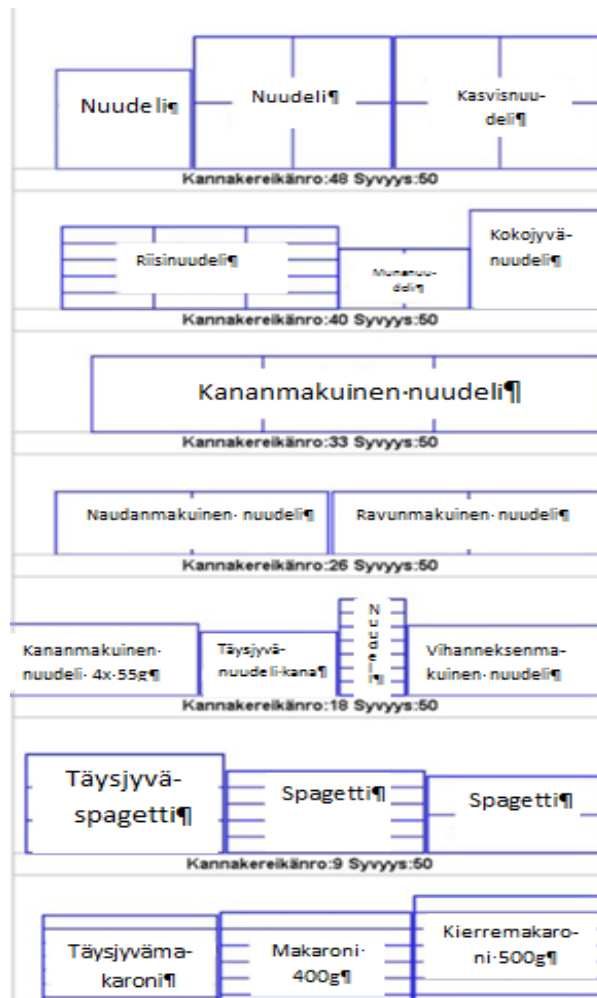 Nuudeli¶
Nuudeli¶
Kasvisnuu-
deli¶
Kannakereikänro:48 Syvyys:50
Riisinuudeli¶
Munanuu-
deli¶
Kokojyvä-
nuudeli¶
Kannakereikänro:40 Syvyys:50
Kananmakuinen·nuudeli¶
Kannakereikänro:33 Syvyys:50
Naudanmakuinen· nuudeli¶
Ravunmakuinen· nuudeli¶
Kannakereikänro:26 Syvyys:50
Kananmakuinen·
nuudeli· 4x·55g¶
Täysjyvä-
nuudeli·kana¶
Nuudeli¶
Vihanneksenma-
kuinen·nuudeli¶
Kannakereikänro:18 Syvyys:50
Täysjyvä-
spagetti¶
Spagetti¶
Spagetti¶
Kannakereikänro:9 Syvyys:50
Täysjyväma-
karoni¶
Makaroni·
400g¶
Kierremakaro-
ni·500g¶